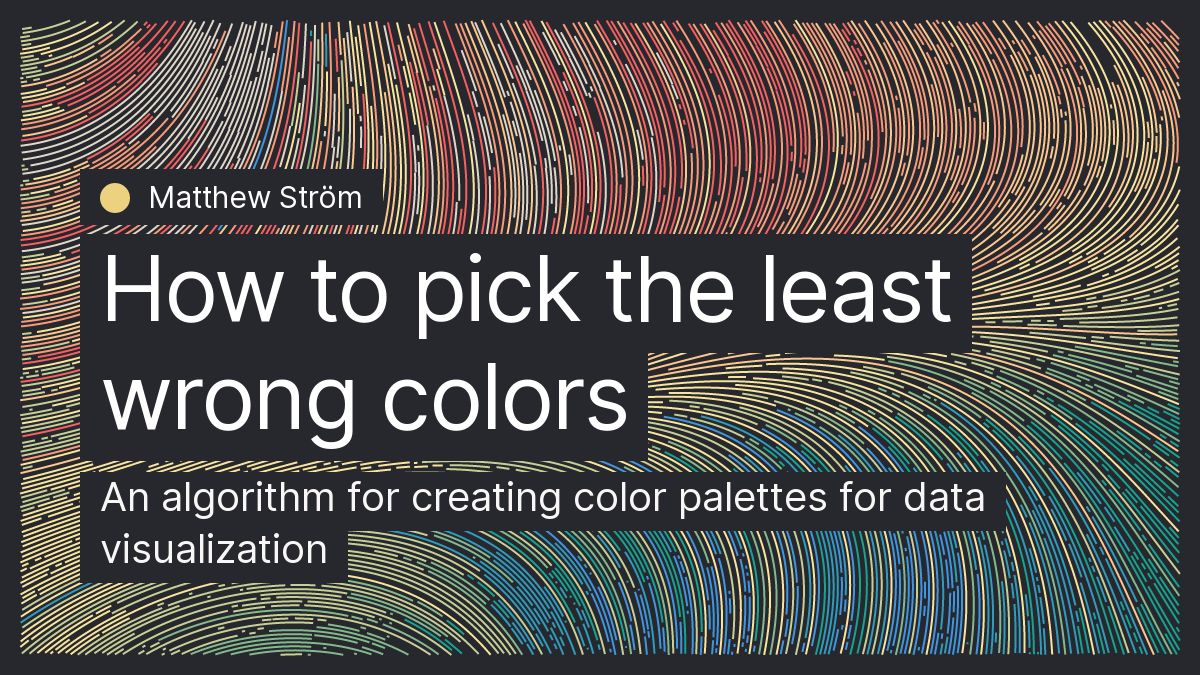 Matthew Ström
How to pick the least
wrong colors
An algorithm for creating color palettes for data
visualization